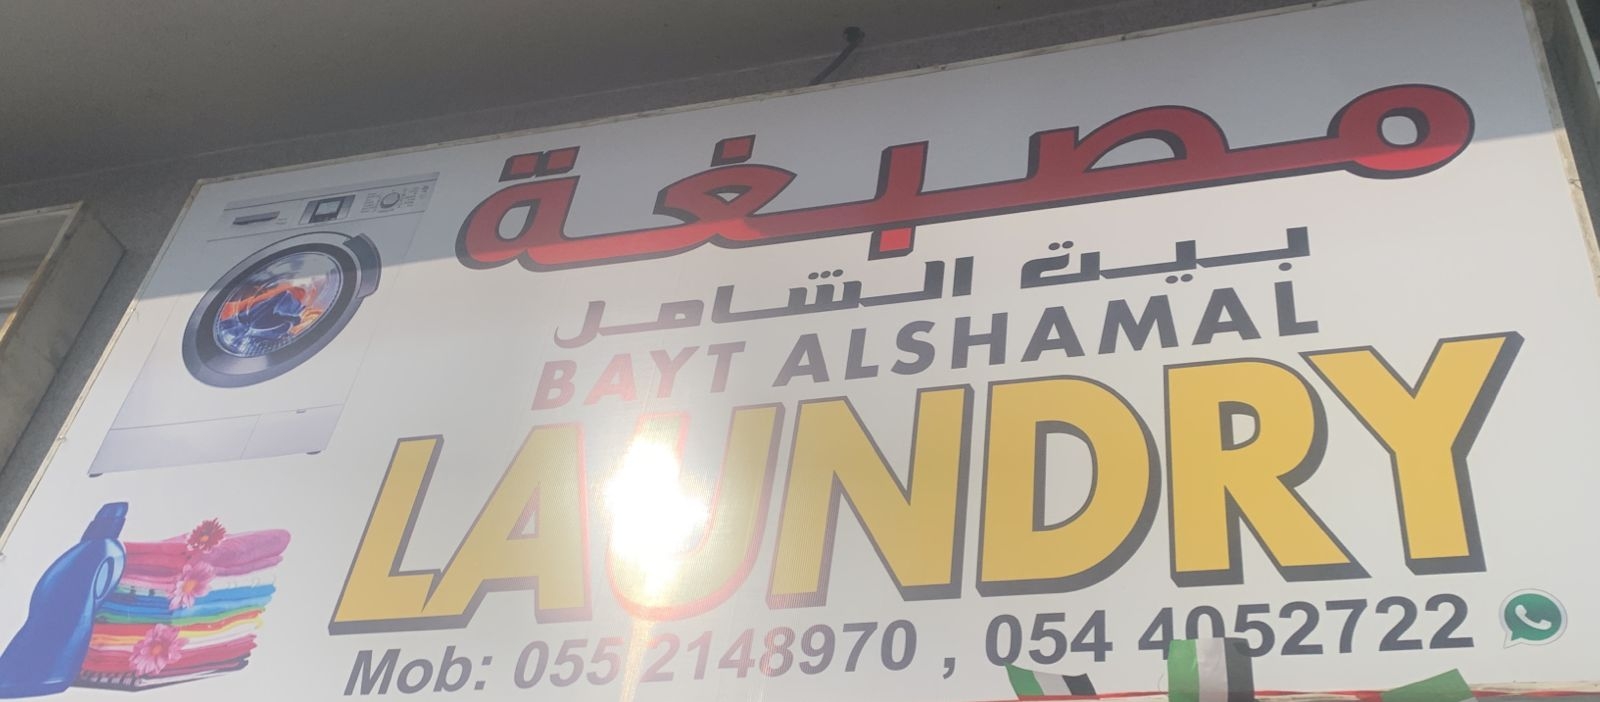 مصبغة
بيت الشامل
BAYT ALSHAMAL
LAUNDRY
Mob: 055 2148970 , 054 4052722